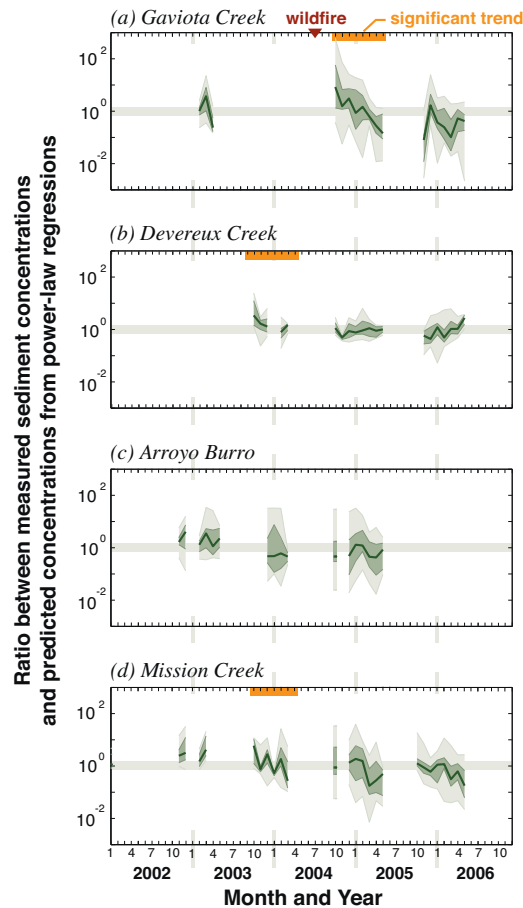 (a) Gaviota Creek
wildfire
significant trend
10²
10⁰
10⁻²
(b) Devereux Creek
10²
10⁰
10⁻²
(c) Arroyo Burro
10²
10⁰
10⁻²
(d) Mission Creek
10²
10⁰
10⁻²
Ratio between measured sediment concentrations
and predicted concentrations from power-law regressions
1 4 7 10 1 4 7 10 1 4 7 10 1 4 7 10 1 4 7 10
2002 2003 2004 2005 2006
Month and Year